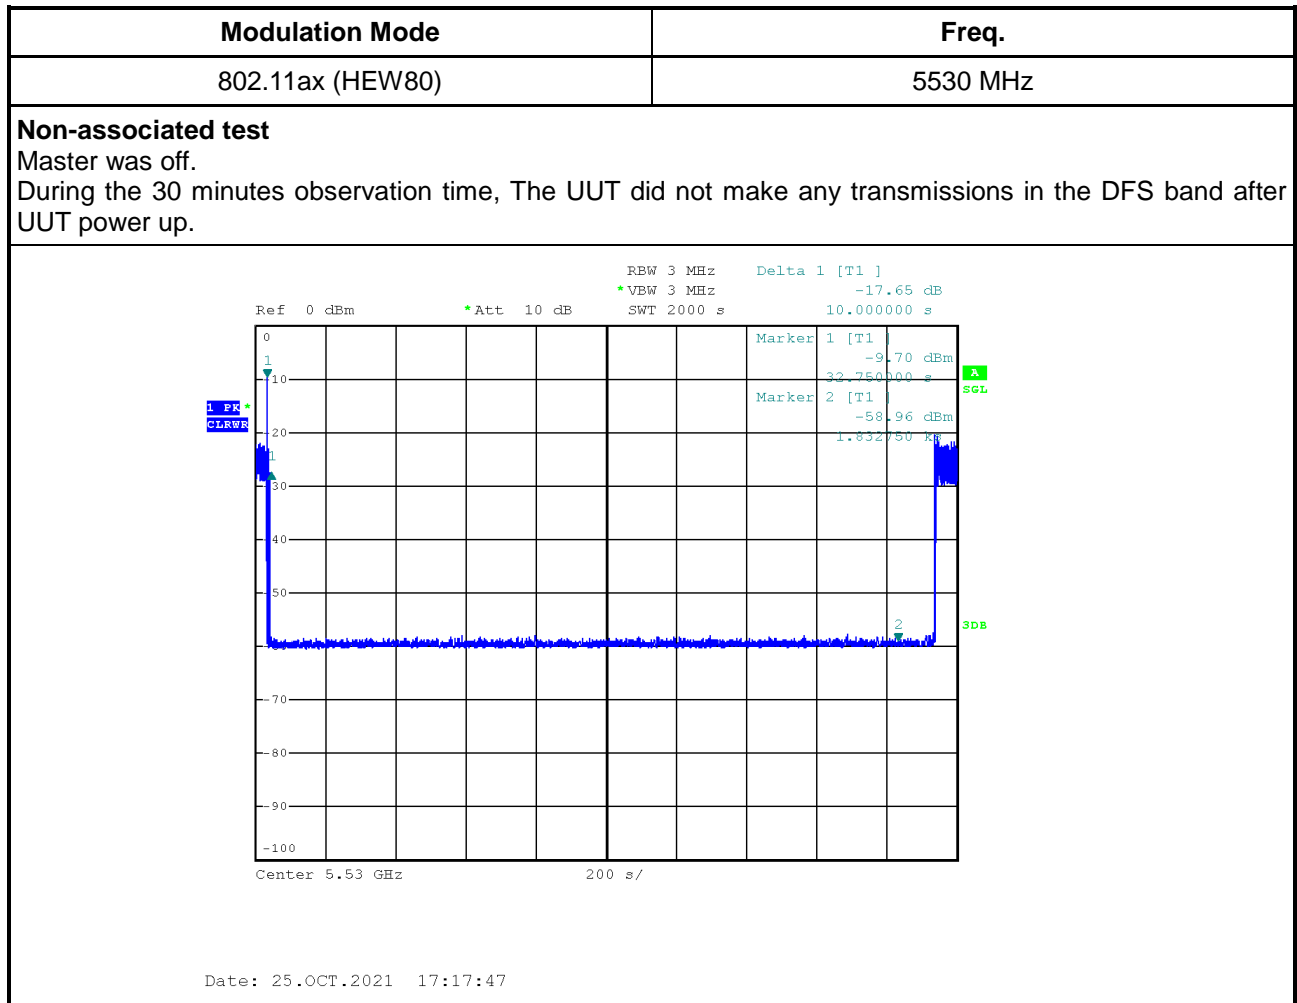 Modulation Mode Freq.
802.11ax (HEW80) 5530 MHz
Non-associated test
Master was off.
During the 30 minutes observation time, The UUT did not make any transmissions in the DFS band after
UUT power up.
RBW 3 MHz Delta 1 [T1 ]
*VBW 3 MHz -17.65 dB
Ref 0 dBm *Att 10 dB SWT 2000 s 10.000000 s
0 Marker 1 [T1 ]
1 -9.70 dBm
-10 32.750000 s A
SGL
Marker 2 [T1 ]
1 PK *
-58.96 dBm
CLRWR
-20 1.832750 ks
1
-30
-40
-50
2 3DB
-60
-70
-80
-90
-100
Center 5.53 GHz 200 s/
Date: 25.OCT.2021 17:17:47